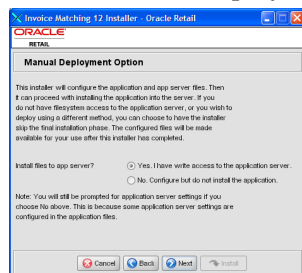 Invoice Matching 12 Installer - Oracle Retail
ORACLE
RETAIL
Manual Deployment Option
This installer will configure the application and app server files. Then
it can proceed with installing the application into the server. If you
do not have filesystem access to the application server, or you wish to
deploy using a different method, you can choose to have the installer
skip the final installation phase. The configured files will be made
available for your use after this installer has completed.
Install files to app server?
Yes. I have write access to the application server.
No. Configure but do not install the application.
Note: You will still be prompted for application server settings if you
choose No above. This is because some application server settings are
configured in the application files.
Cancel Back Next Install